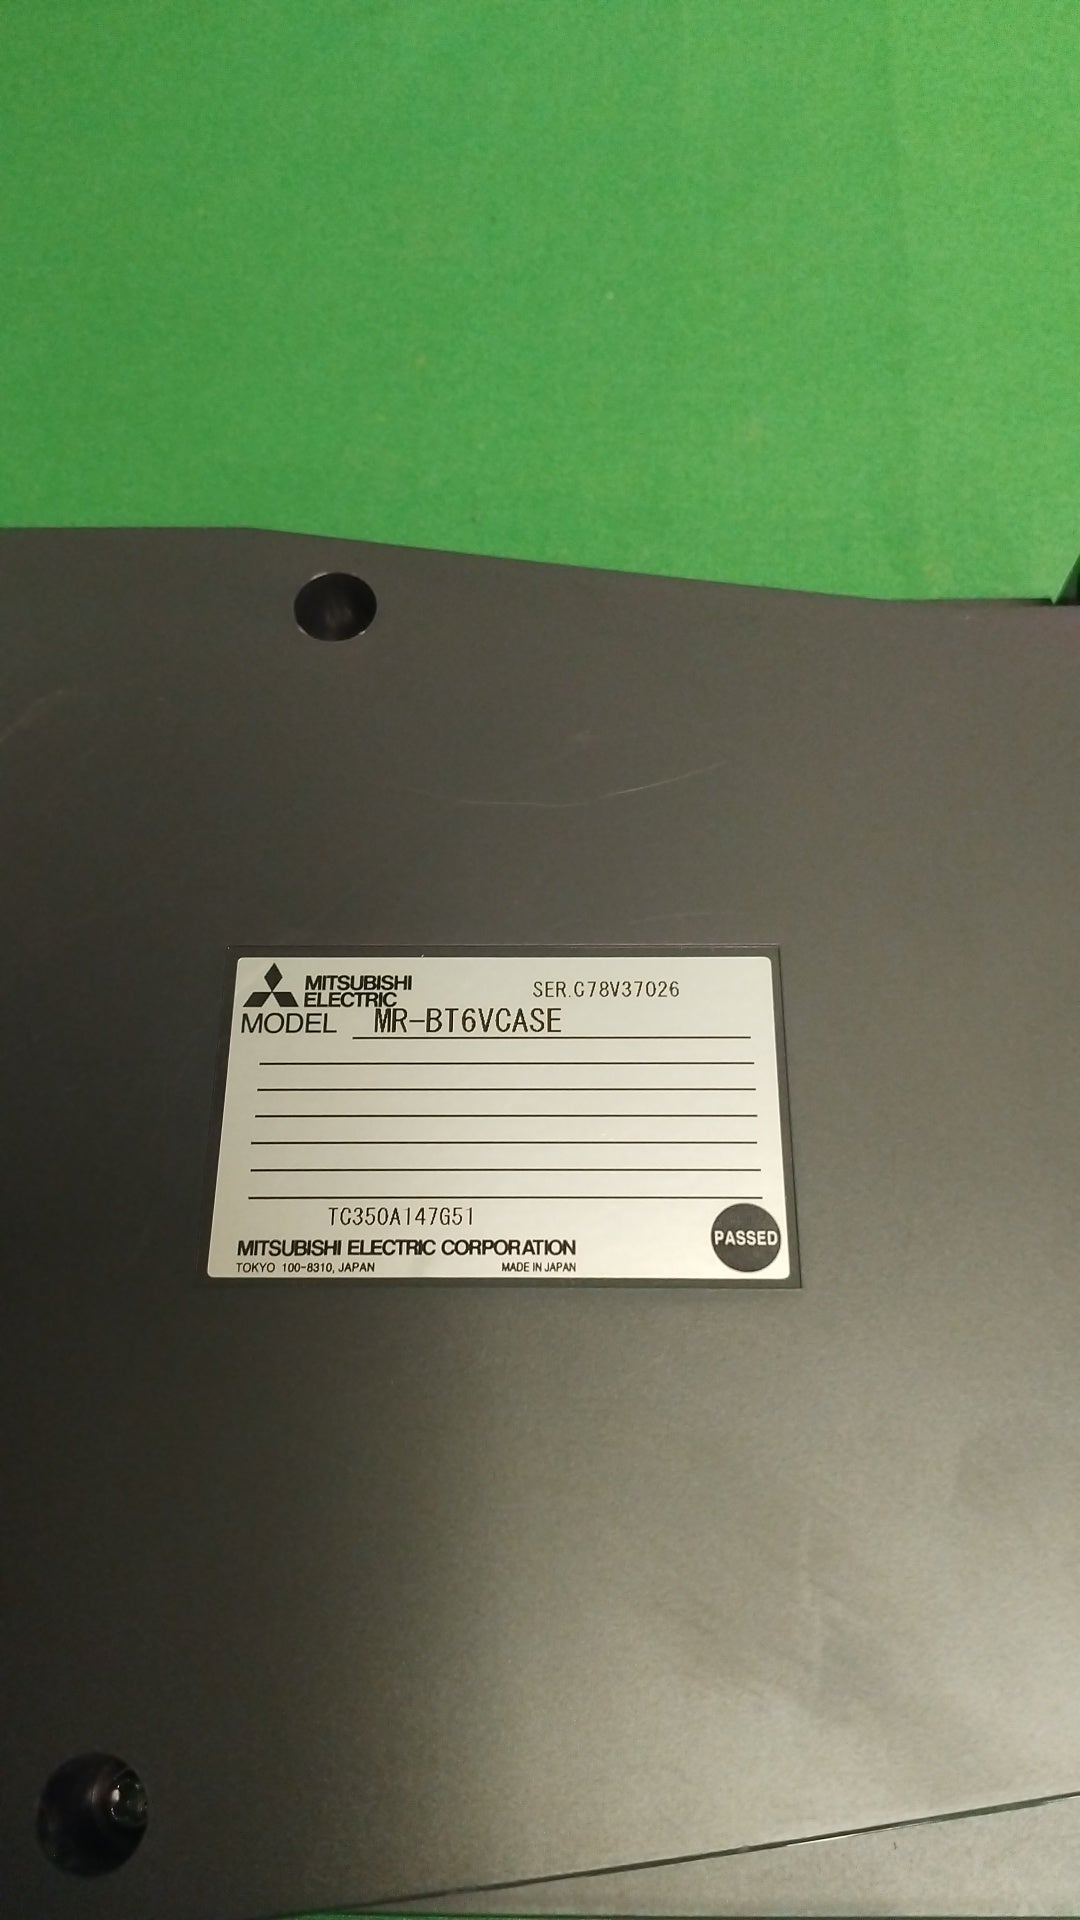 MITSUBISHI
ELECTRIC
SER.C78V37026
MODEL MR-BT6VCASE
TC350A147G51
MITSUBISHI ELECTRIC CORPORATION
TOKYO 100-8310, JAPAN MADE IN JAPAN
PASSED